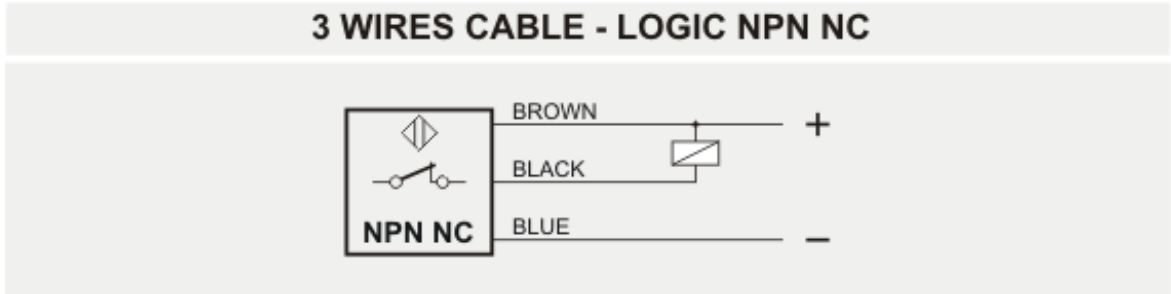 3 WIRES CABLE - LOGIC NPN NC
BROWN
+
BLACK
NPN NC
BLUE
–